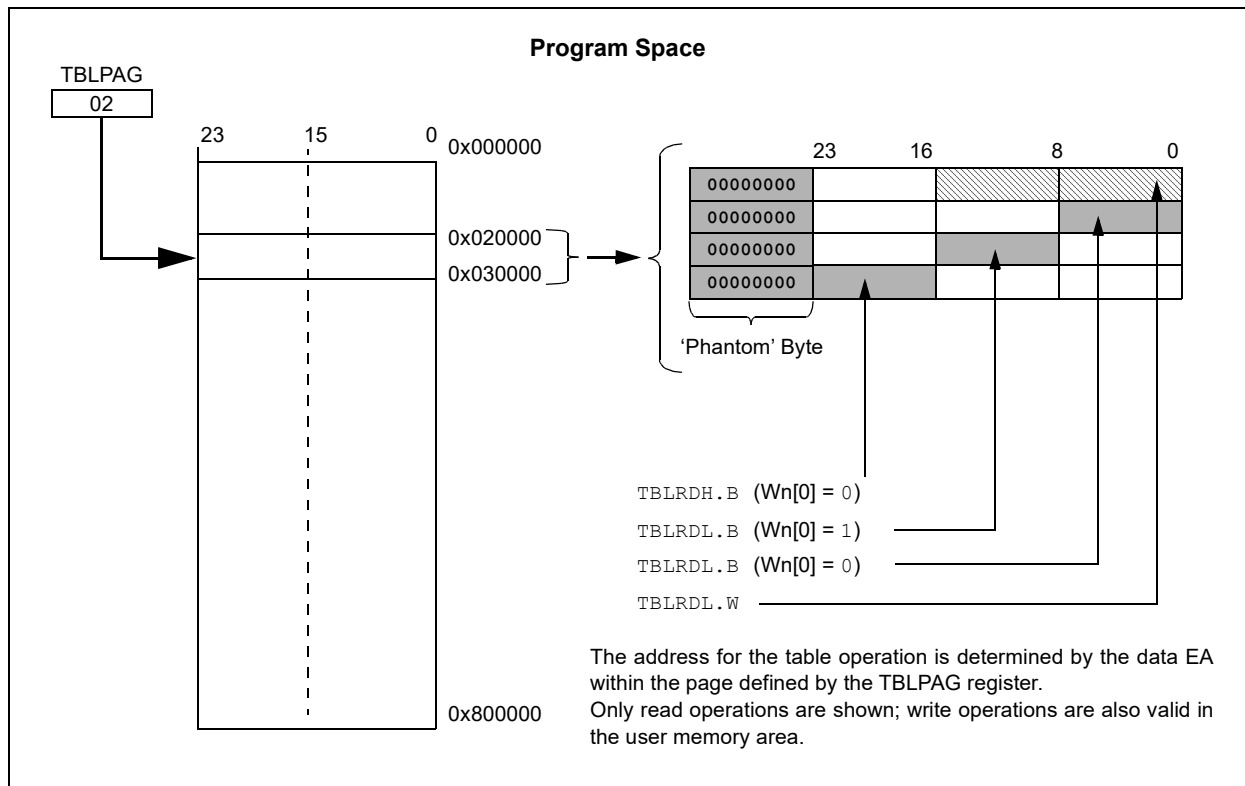 Program Space
TBLPAG
02
23 15 0
0x000000
0x020000
0x030000
0x800000
23 16 8 0
00000000
00000000
00000000
00000000
‘Phantom’ Byte
TBLRDH.B (Wn[0] = 0)
TBLRDL.B (Wn[0] = 1)
TBLRDL.B (Wn[0] = 0)
TBLRDL.W
The address for the table operation is determined by the data EA
within the page defined by the TBLPAG register.
Only read operations are shown; write operations are also valid in
the user memory area.